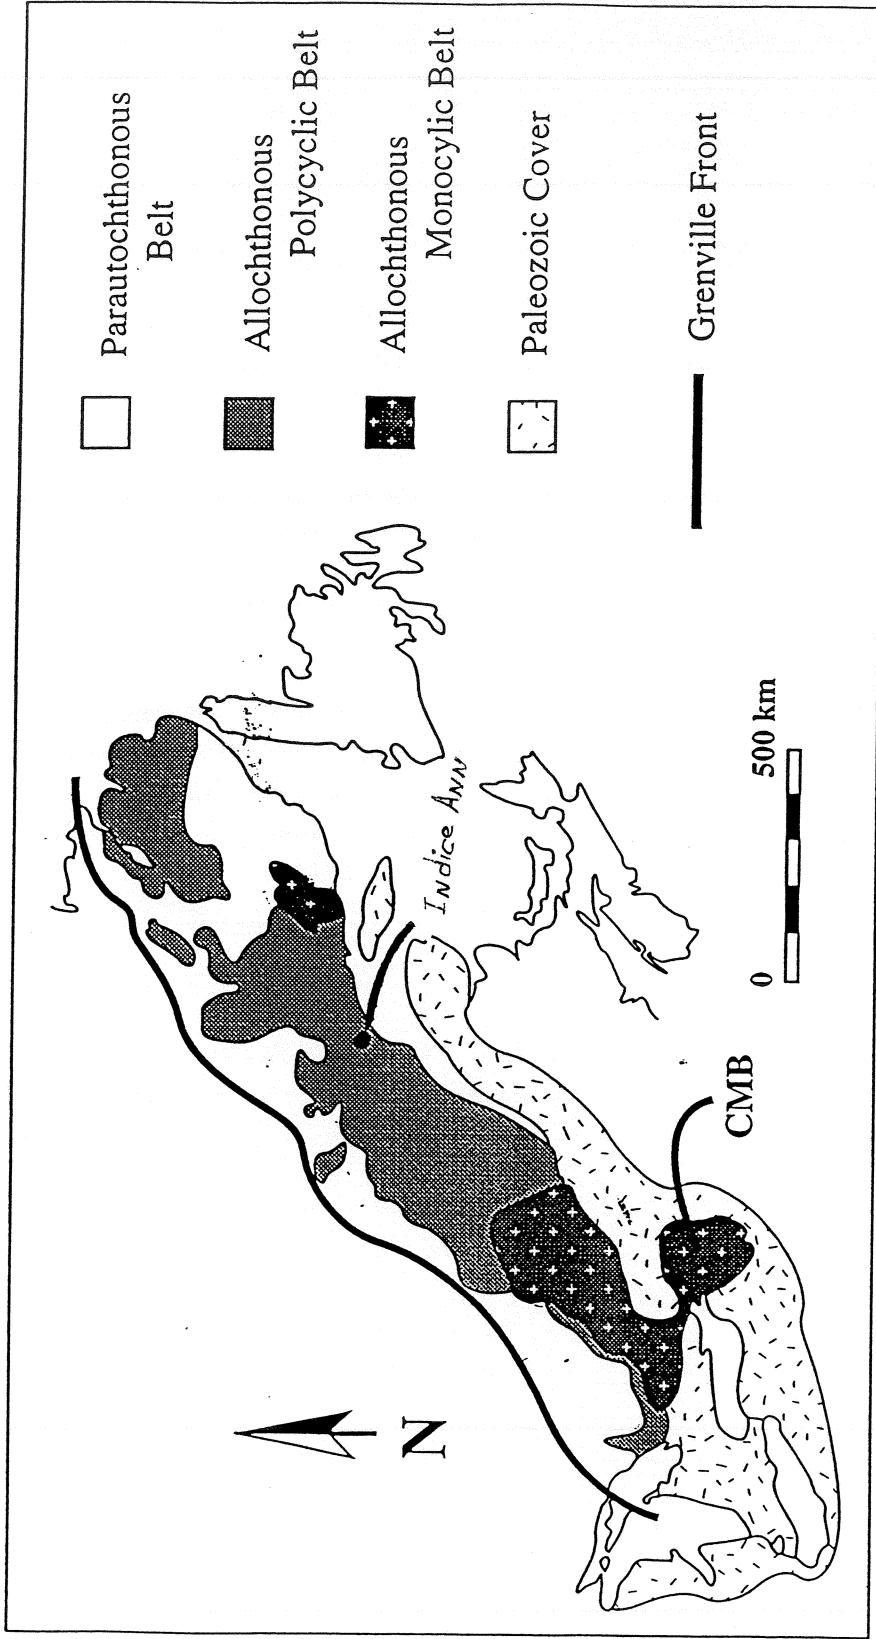 Parautochthonous
Belt
Allochthonous
Polycyclic Belt
Allochthonous
Monocylic Belt
Paleozoic Cover
Grenville Front
Indice ANN
N
CMB
0
500 km